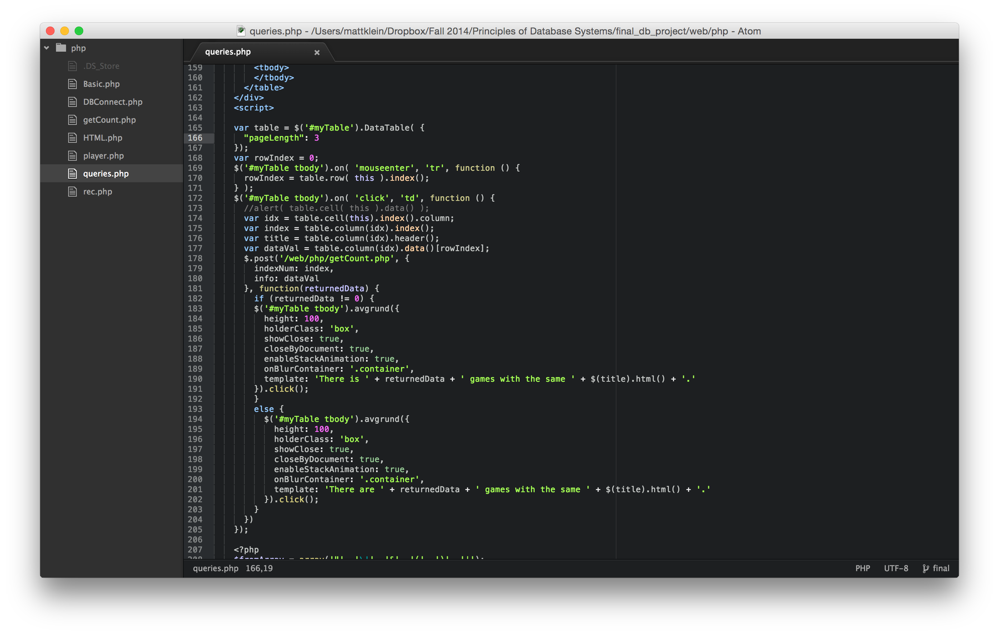 queries.php - /Users/mattklein/Dropbox/Fall 2014/Principles of Database Systems/final_db_project/web/php - Atom
php
.DS_Store
Basic.php
DBConnect.php
getCount.php
HTML.php
player.php
queries.php
rec.php
queries.php
159 <tbody>
160 </tbody>
161 </table>
162 </div>
163 <script>
164
165 var table = $('#myTable').DataTable( {
166 "pageLength": 3
167 });
168 var rowIndex = 0;
169 $('#myTable tbody').on( 'mouseenter', 'tr', function () {
170 rowIndex = table.row( this ).index();
171 } );
172 $('#myTable tbody').on( 'click', 'td', function () {
173 //alert( table.cell( this ).data() );
174 var idx = table.cell(this).index().column;
175 var index = table.column(idx).index();
176 var title = table.column(idx).header();
177 var dataVal = table.column(idx).data()[rowIndex];
178 $.post('/web/php/getCount.php', {
179 indexNum: index,
180 info: dataVal
181 }, function(returnedData) {
182 if (returnedData != 0) {
183 $('#myTable tbody').avgrund({
184 height: 100,
185 holderClass: 'box',
186 showClose: true,
187 closeByDocument: true,
188 enableStackAnimation: true,
189 onBlurContainer: '.container',
190 template: 'There is ' + returnedData + ' games with the same ' + $(title).html() + '.'
191 }).click();
192 }
193 else {
194 $('#myTable tbody').avgrund({
195 height: 100,
196 holderClass: 'box',
197 showClose: true,
198 closeByDocument: true,
199 enableStackAnimation: true,
200 onBlurContainer: '.container',
201 template: 'There are ' + returnedData + ' games with the same ' + $(title).html() + '.'
202 }).click();
203 }
204 })
205 });
206
207 <?php
208 $fromArray = 
queries.php 166,19
PHP UTF-8 final